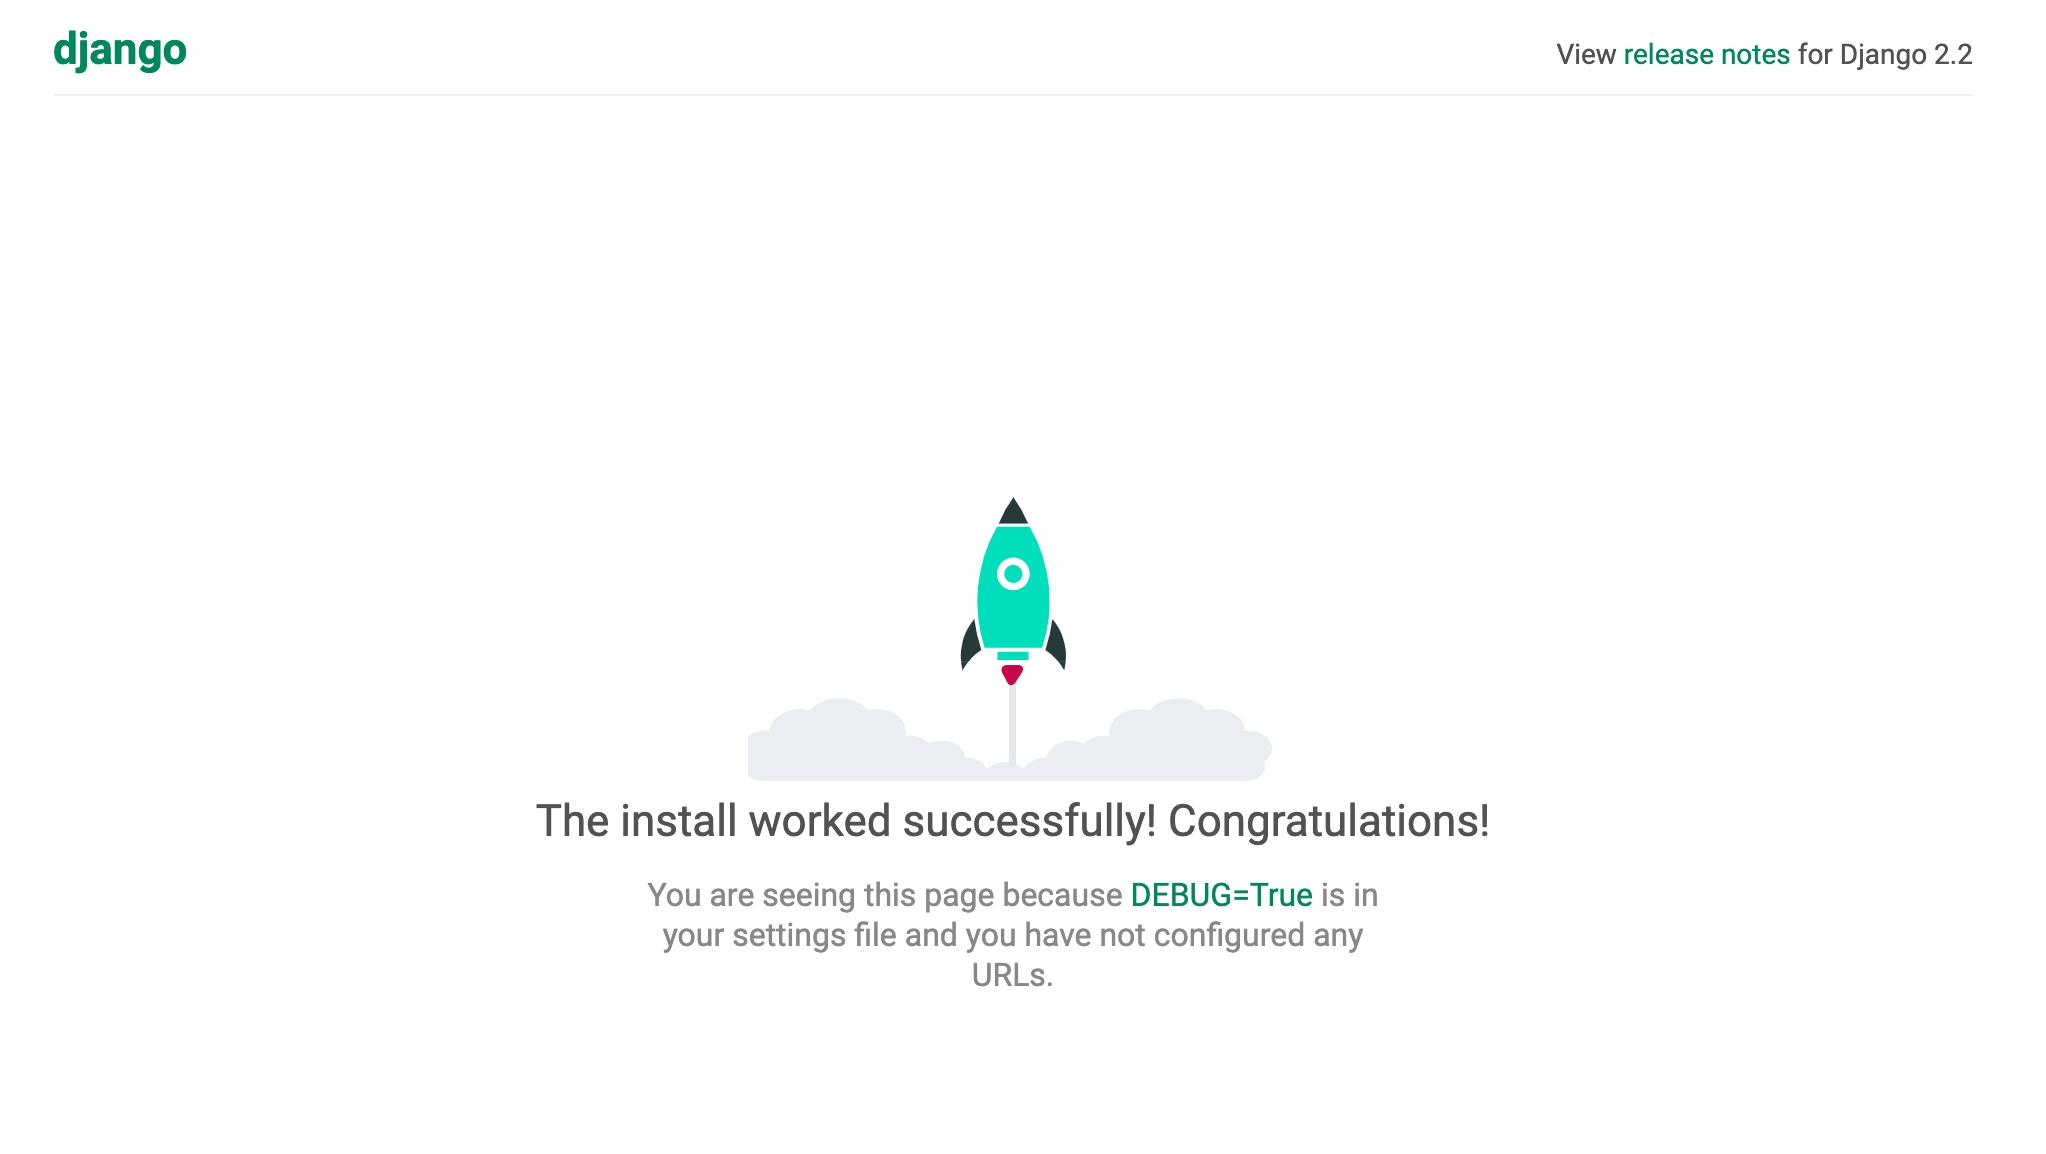 django
View release notes for Django 2.2
The install worked successfully! Congratulations!
You are seeing this page because DEBUG=True is in
your settings file and you have not configured any
URLs.